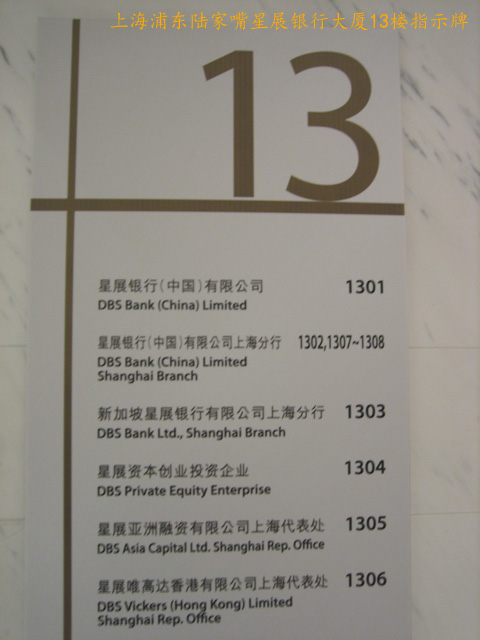 上海浦东陆家嘴星展银行大厦13楼指示牌
13
星展银行(中国)有限公司 1301
DBS Bank (China) Limited
星展银行(中国)有限公司上海分行 1302,1307~1308
DBS Bank (China) Limited
Shanghai Branch
新加坡星展银行有限公司上海分行 1303
DBS Bank Ltd., Shanghai Branch
星展资本创业投资企业 1304
DBS Private Equity Enterprise
星展亚洲融资有限公司上海代表处 1305
DBS Asia Capital Ltd. Shanghai Rep. Office
星展唯高达香港有限公司上海代表处 1306
DBS Vickers (Hong Kong) Limited
Shanghai Rep. Office